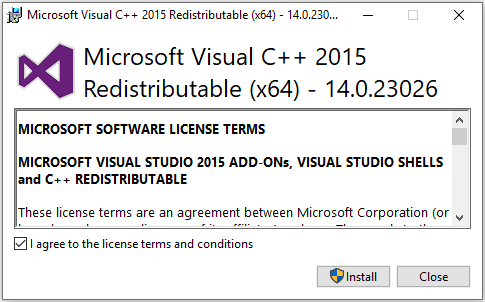 Microsoft Visual C++ 2015 Redistributable (x64) - 14.0.230...
Microsoft Visual C++ 2015
Redistributable (x64) - 14.0.23026
MICROSOFT SOFTWARE LICENSE TERMS
MICROSOFT VISUAL STUDIO 2015 ADD-ONs, VISUAL STUDIO SHELLS
and C++ REDISTRIBUTABLE
These license terms are an agreement between Microsoft Corporation (or
I agree to the license terms and conditions
Install
Close